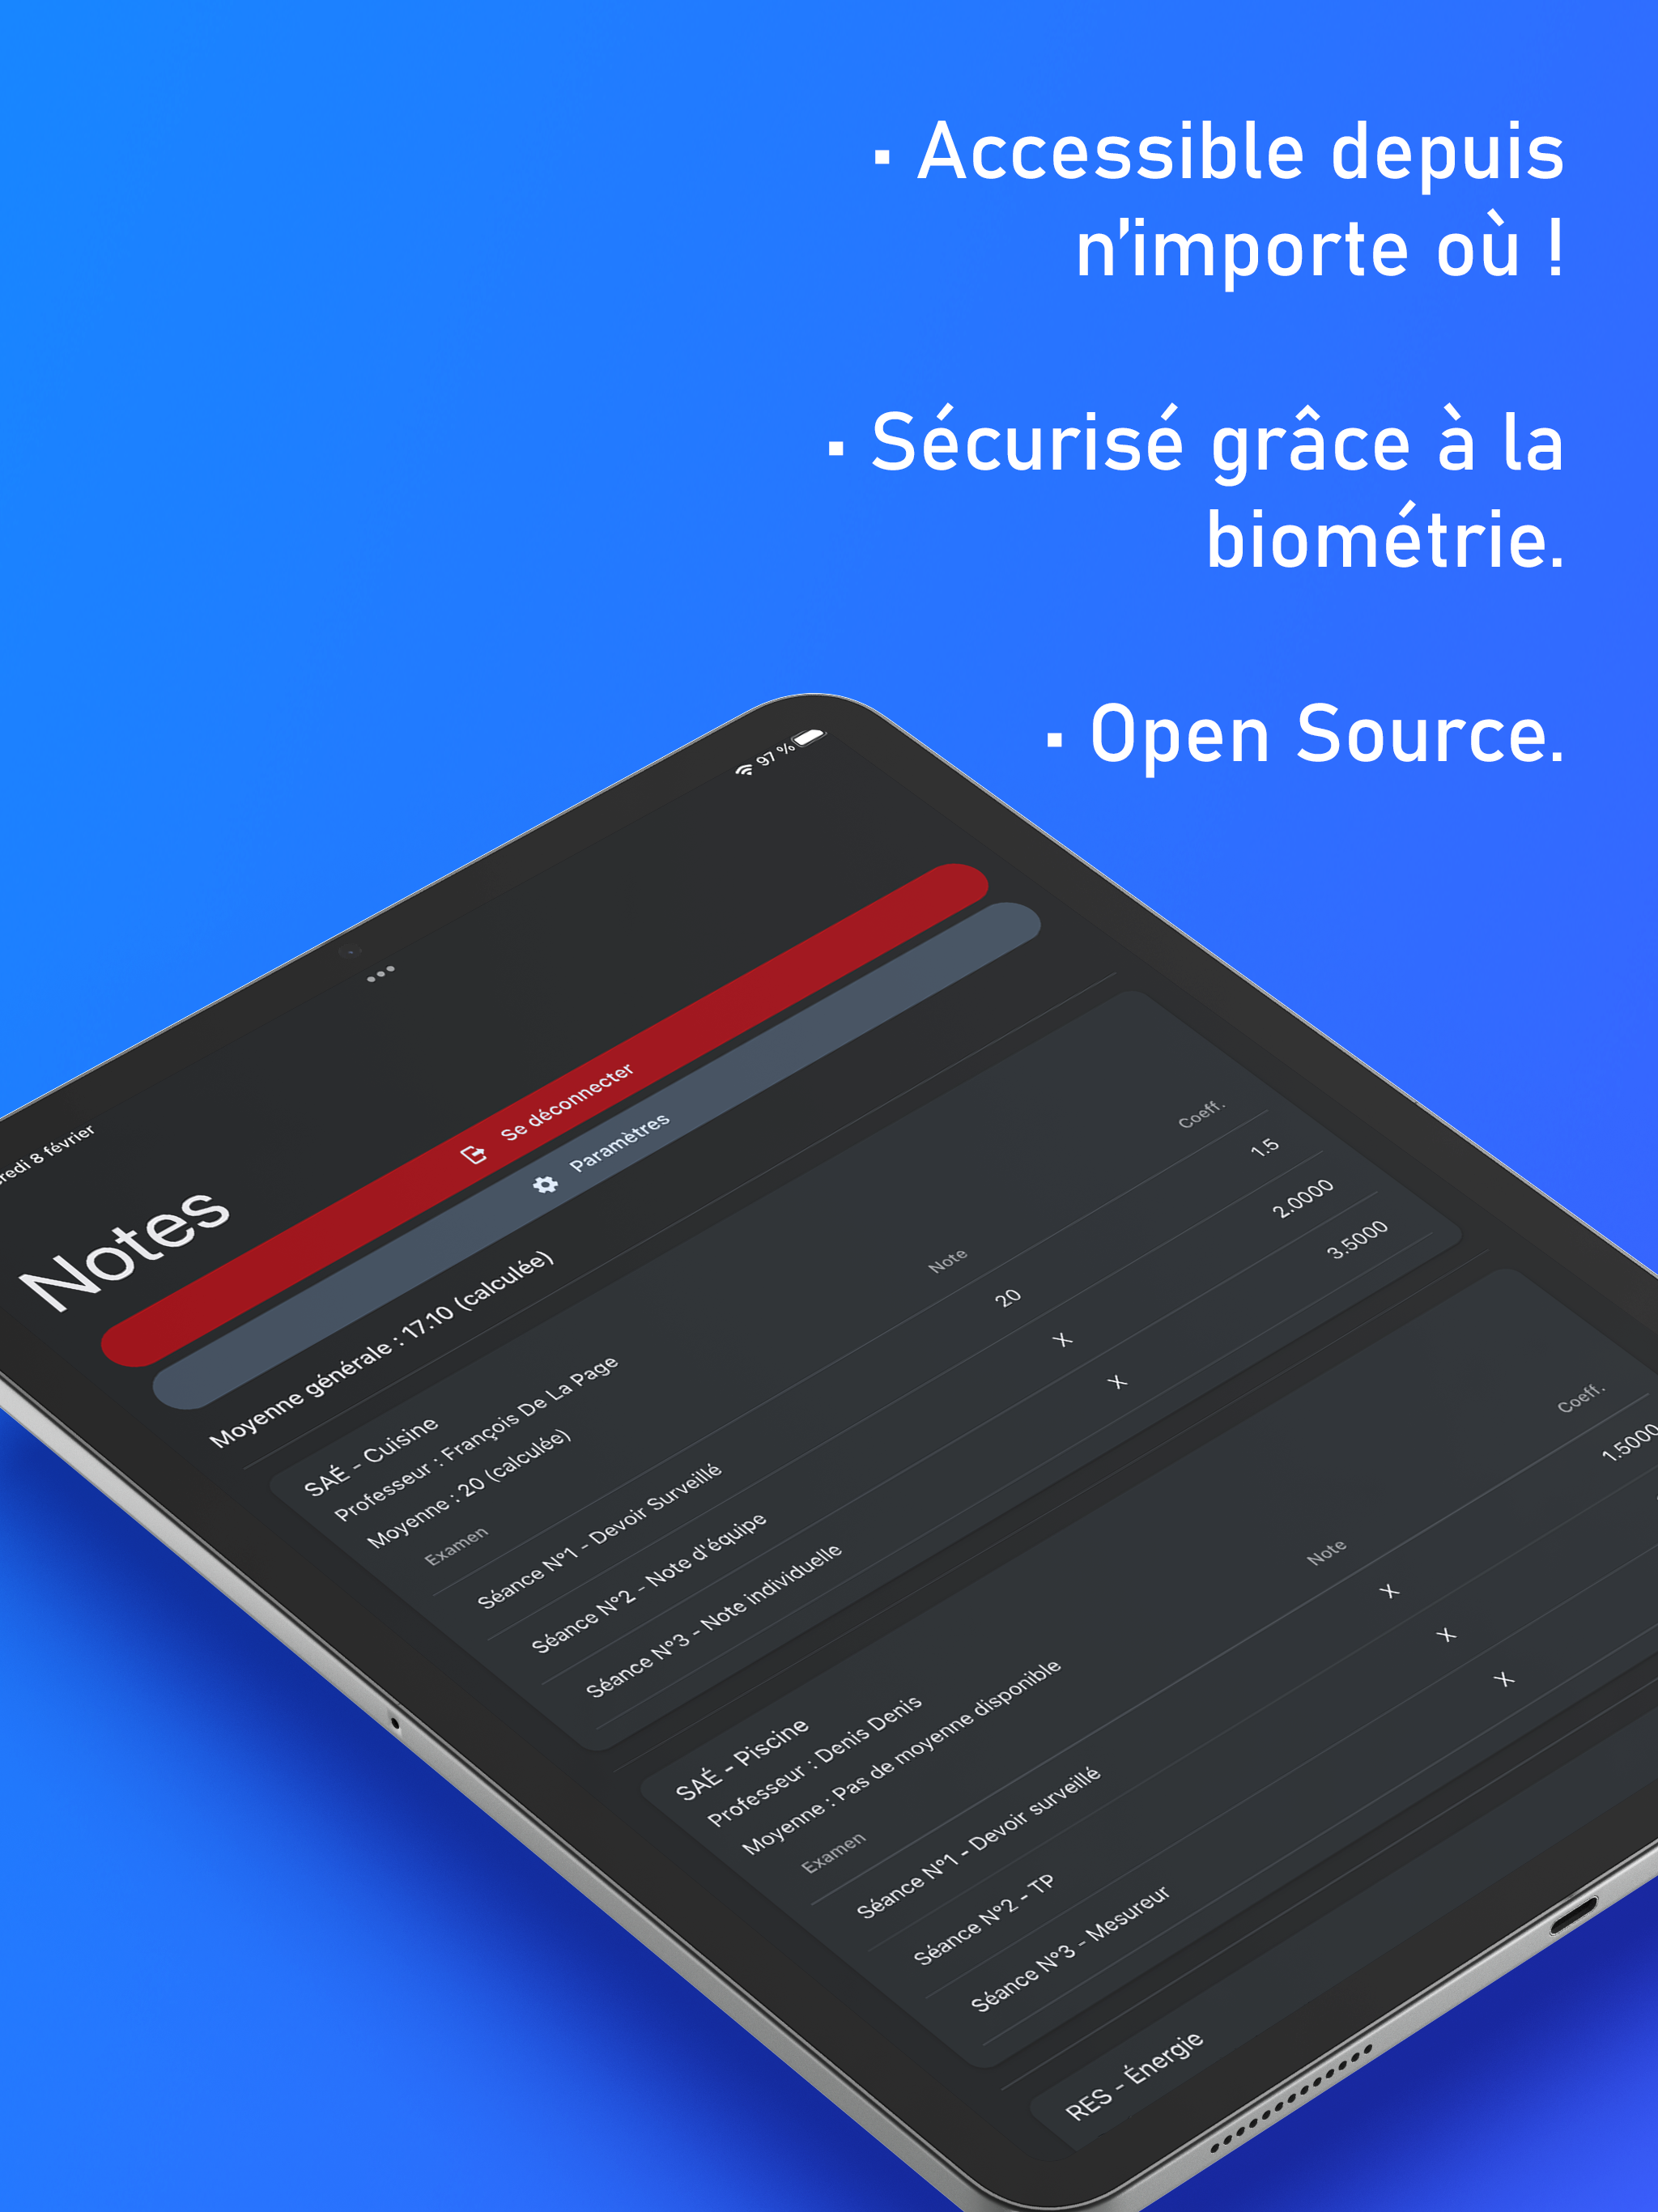 ▪ Accessible depuis
n’importe où !
▪ Sécurisé grâce à la
biométrie.
▪ Open Source.
97 %
8 février
Notes
Se déconnecter
Paramètres
Moyenne générale : 17.10 (calculée)
SAÉ - Cuisine
Professeur : François De La Page
Moyenne : 20 (calculée)
Examen Note Coeff.
Séance N°1 - Devoir Surveillé 20 1.5
Séance N°2 - Note d'équipe X 2.0000
Séance N°3 - Note individuelle X 3.5000
SAÉ - Piscine
Professeur : Denis Denis
Moyenne : Pas de moyenne disponible
Examen Note Coeff.
Séance N°1 - Devoir surveillé X 1.5000
Séance N°2 - TP X
Séance N°3 - Mesureur X
RES - Énergie